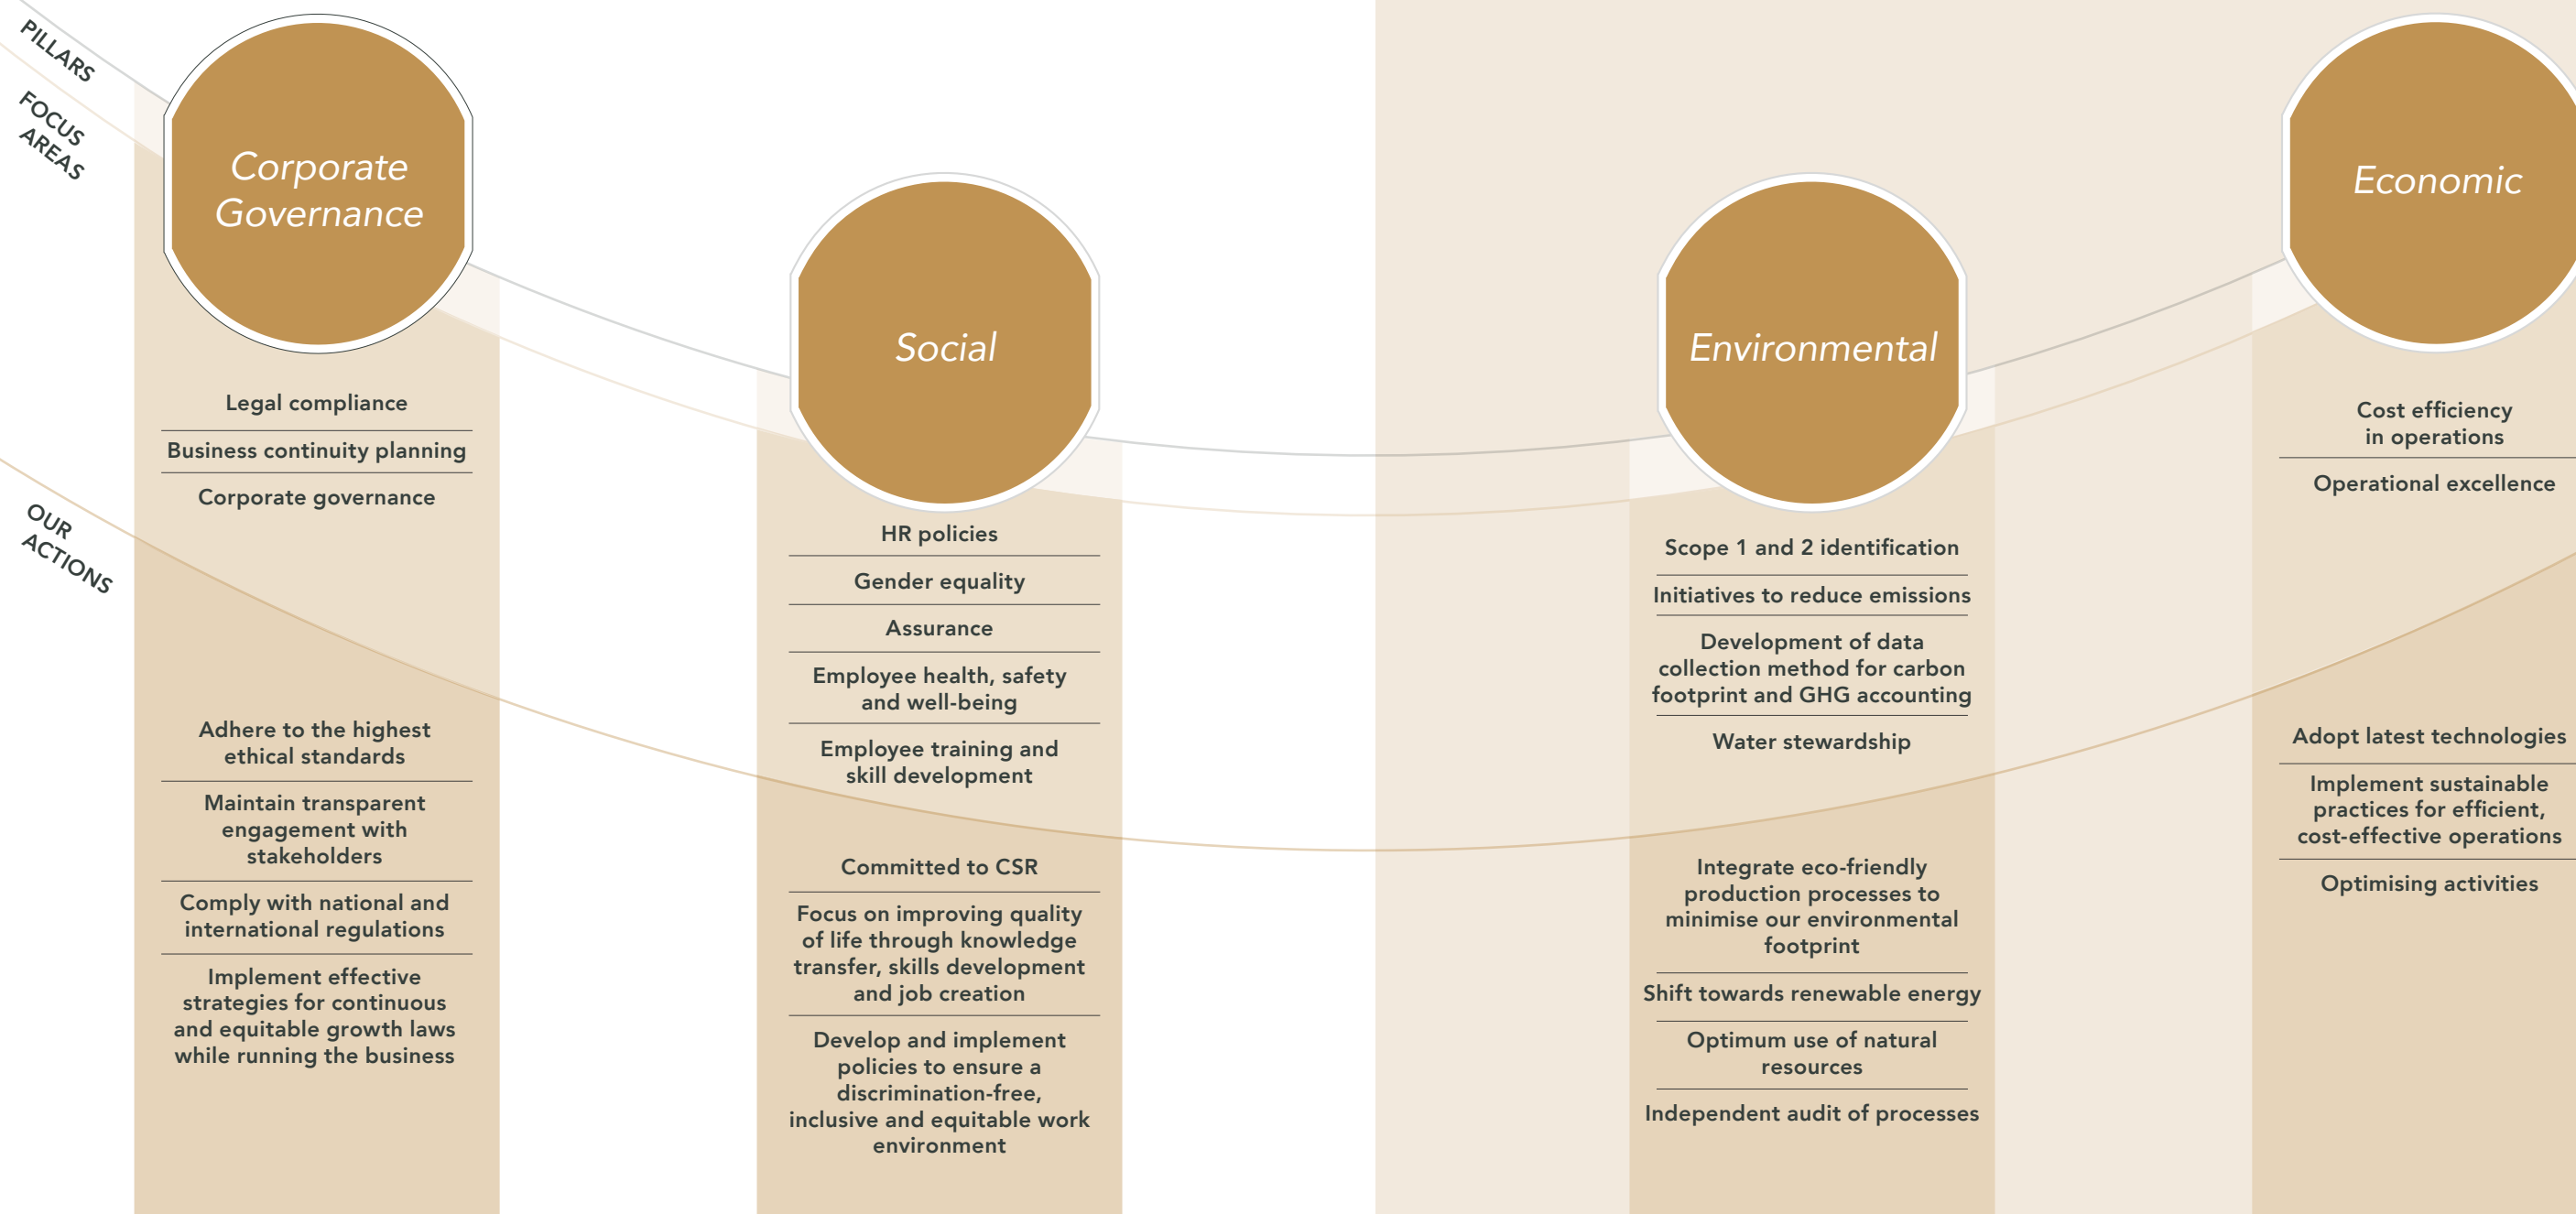 PILLARS
FOCUS
AREAS
OUR
ACTIONS
Corporate
Governance
Legal compliance
Business continuity planning
Corporate governance
Adhere to the highest
ethical standards
Maintain transparent
engagement with
stakeholders
Comply with national and
international regulations
Implement effective
strategies for continuous
and equitable growth laws
while running the business
Social
HR policies
Gender equality
Assurance
Employee health, safety
and well-being
Employee training and
skill development
Committed to CSR
Focus on improving quality
of life through knowledge
transfer, skills development
and job creation
Develop and implement
policies to ensure a
discrimination-free,
inclusive and equitable work
environment
Environmental
Scope 1 and 2 identification
Initiatives to reduce emissions
Development of data
collection method for carbon
footprint and GHG accounting
Water stewardship
Integrate eco-friendly
production processes to
minimise our environmental
footprint
Shift towards renewable energy
Optimum use of natural
resources
Independent audit of processes
Economic
Cost efficiency
in operations
Operational excellence
Adopt latest technologies
Implement sustainable
practices for efficient,
cost-effective operations
Optimising activities